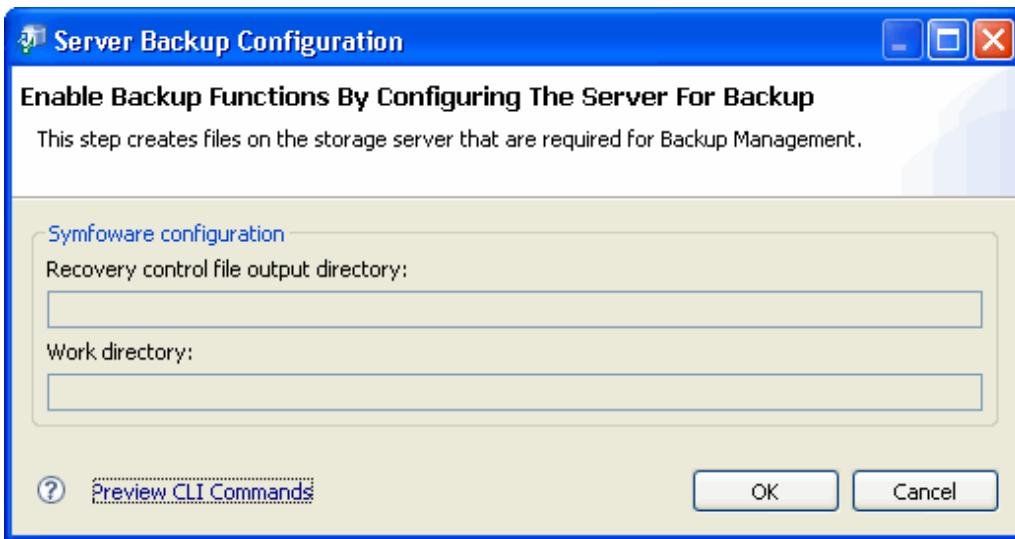 Server Backup Configuration
Enable Backup Functions By Configuring The Server For Backup
This step creates files on the storage server that are required for Backup Management.
Symfoware configuration
Recovery control file output directory:
Work directory:
? Preview CLI Commands OK Cancel